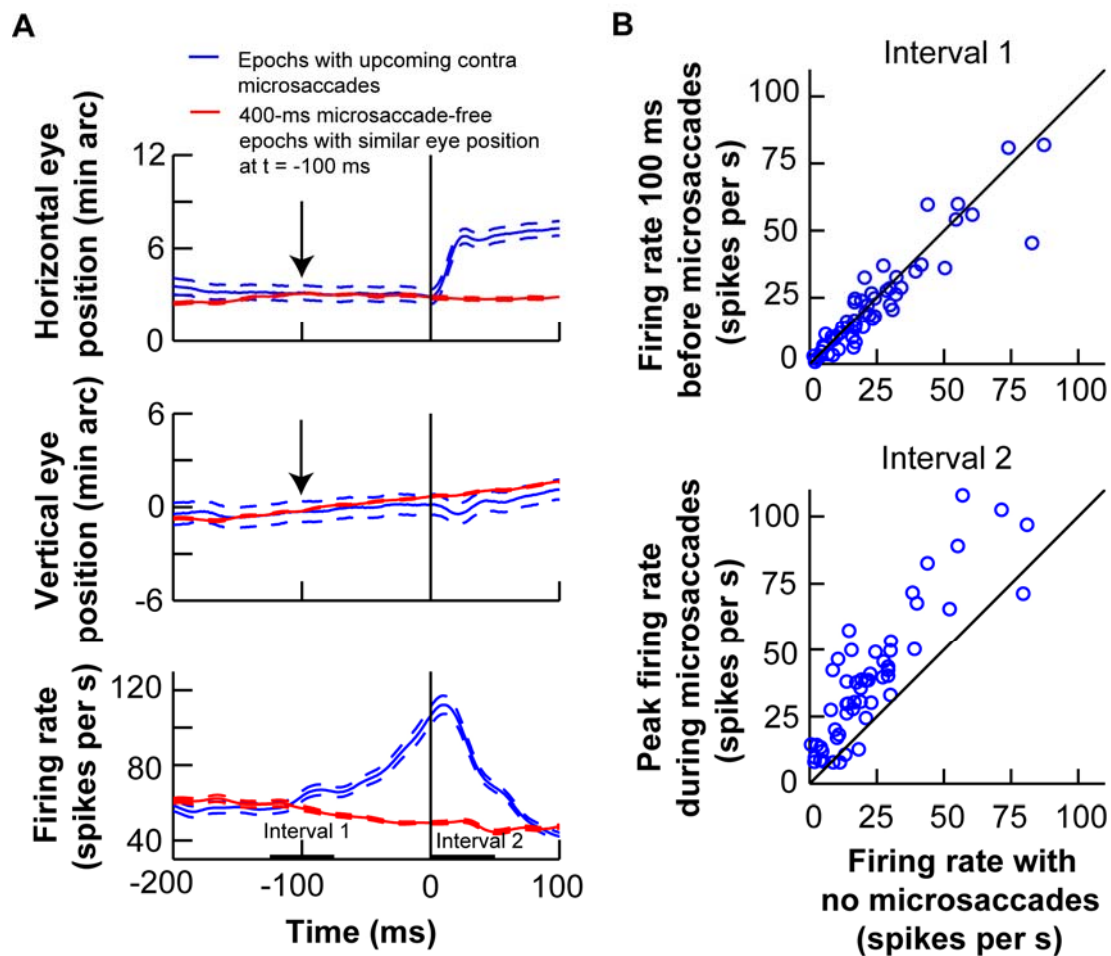 A
Epochs with upcoming contra
microsaccades
400-ms microsaccade-free
epochs with similar eye position
at t = -100 ms
Horizontal eye
position (min arc)
12
6
0
Vertical eye
position (min arc)
6
0
-6
Firing rate
(spikes per s)
120
80
40
Interval 1
Interval 2
-200
-100
0
100
Time (ms)
B
Interval 1
Firing rate 100 ms
before microsaccades
(spikes per s)
100
75
50
25
0
0 25 50 75 100
Interval 2
Peak firing rate
during microsaccades
(spikes per s)
100
75
50
25
0
0 25 50 75 100
Firing rate with
no microsaccades
(spikes per s)